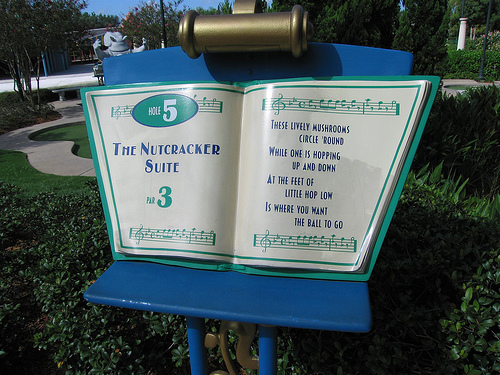 HOLE 5
THE NUTCRACKER
SUITE
PAR 3
THESE LIVELY MUSHROOMS
CIRCLE 'ROUND
WHILE ONE IS HOPPING
UP AND DOWN
AT THE FEET OF
LITTLE HOP LOW
IS WHERE YOU WANT
THE BALL TO GO